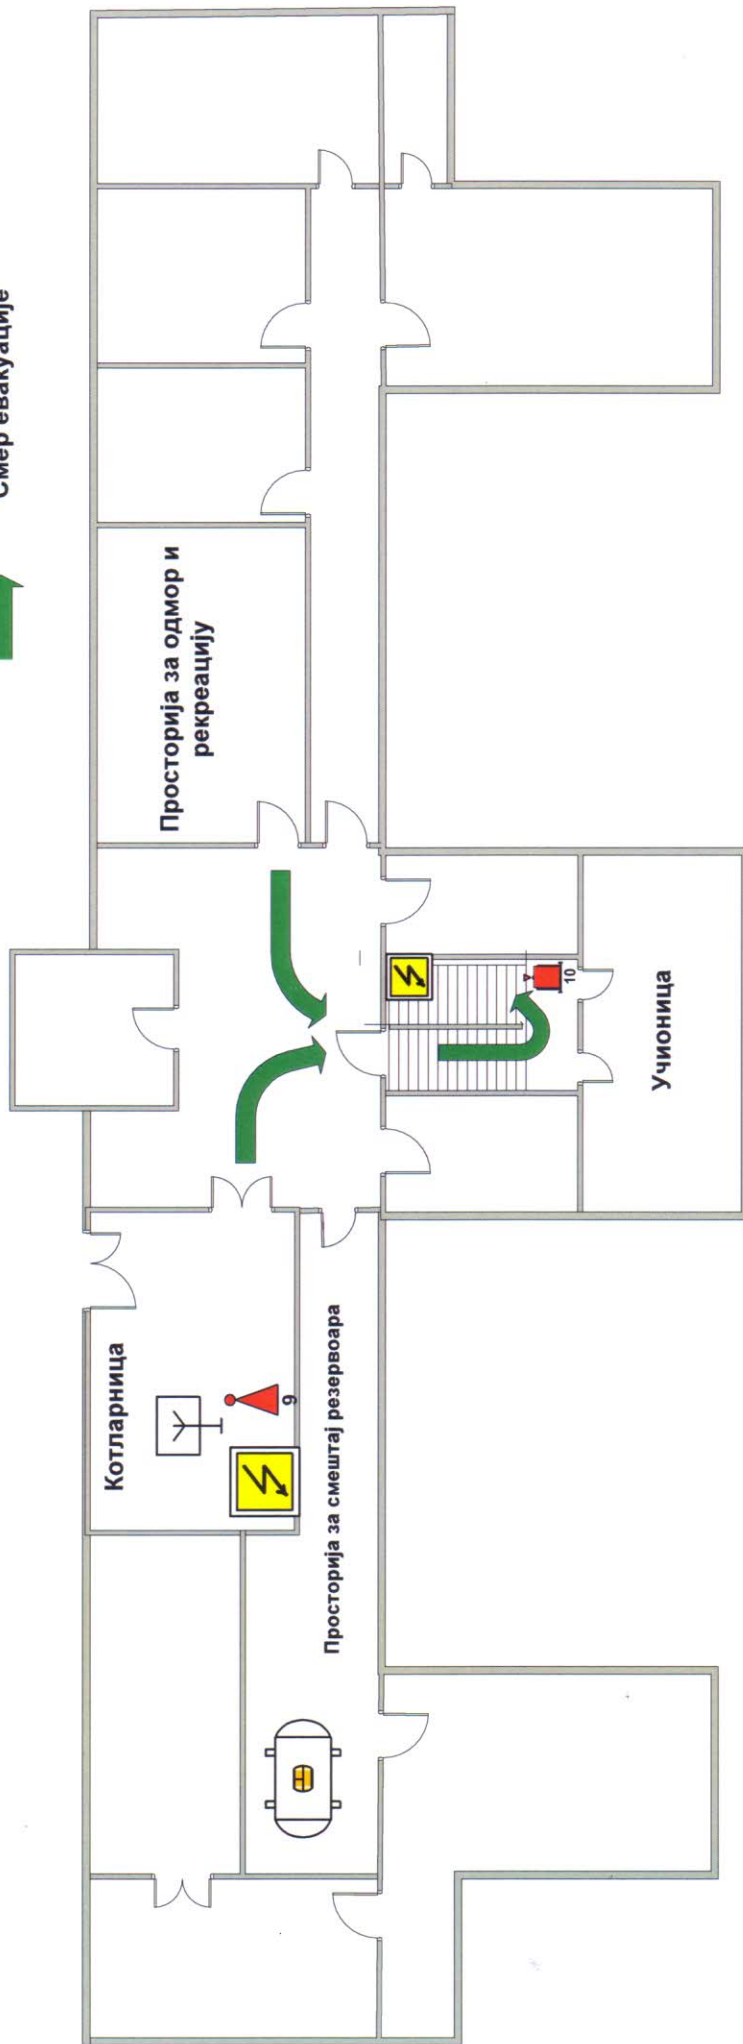 Смер евакуације
Котларница
9
Просторија за смештај резервоара
10
Учионица
Просторија за одмор и
рекреацију